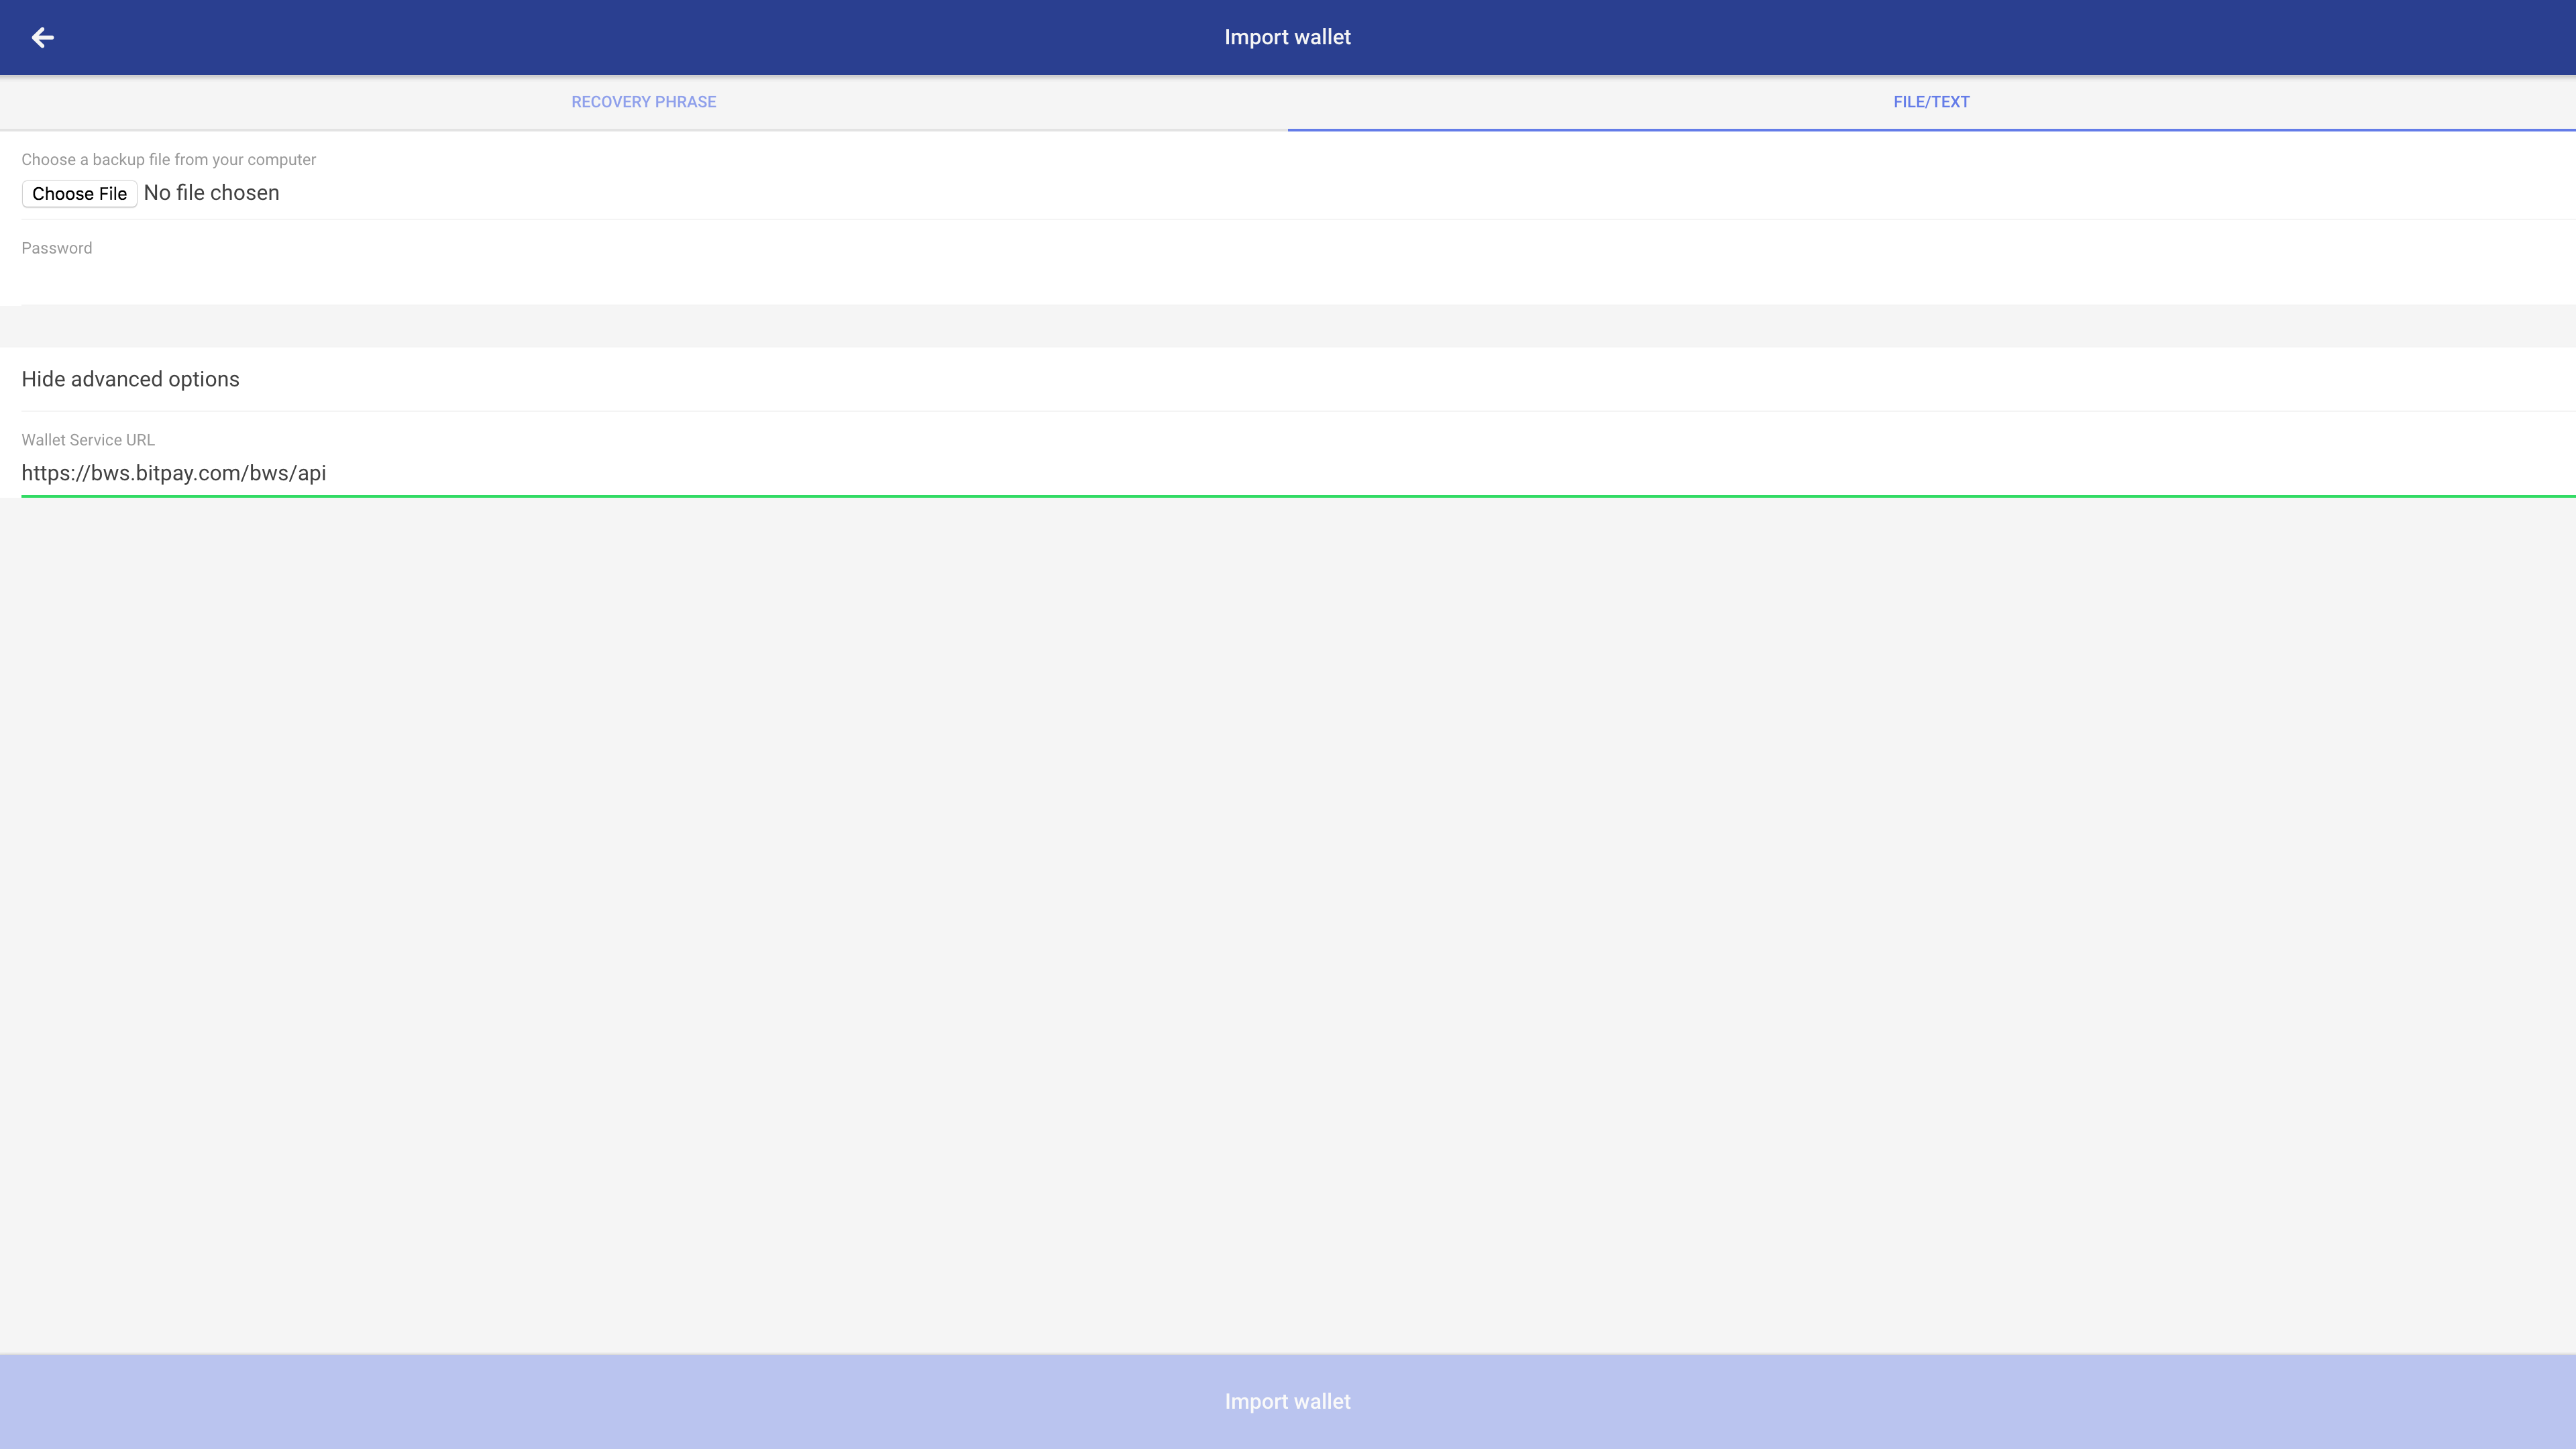 Import wallet
RECOVERY PHRASE
FILE/TEXT
Choose a backup file from your computer
Choose File No file chosen
Password
Hide advanced options
Wallet Service URL
https://bws.bitpay.com/bws/api
Import wallet